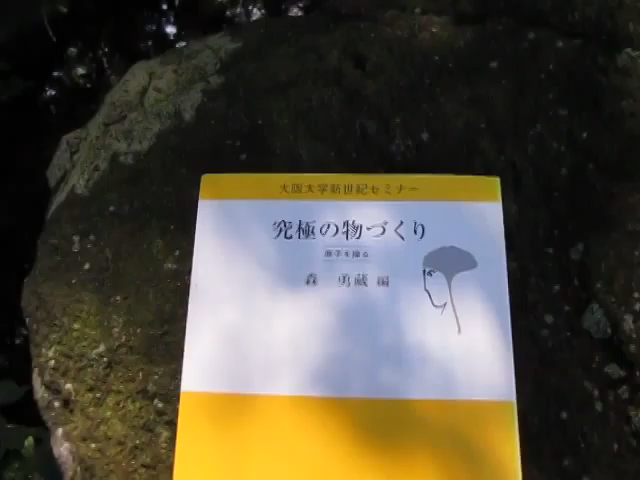 大阪大学新世紀セミナー
究極の物づくり
原子を操る
森 勇蔵 編